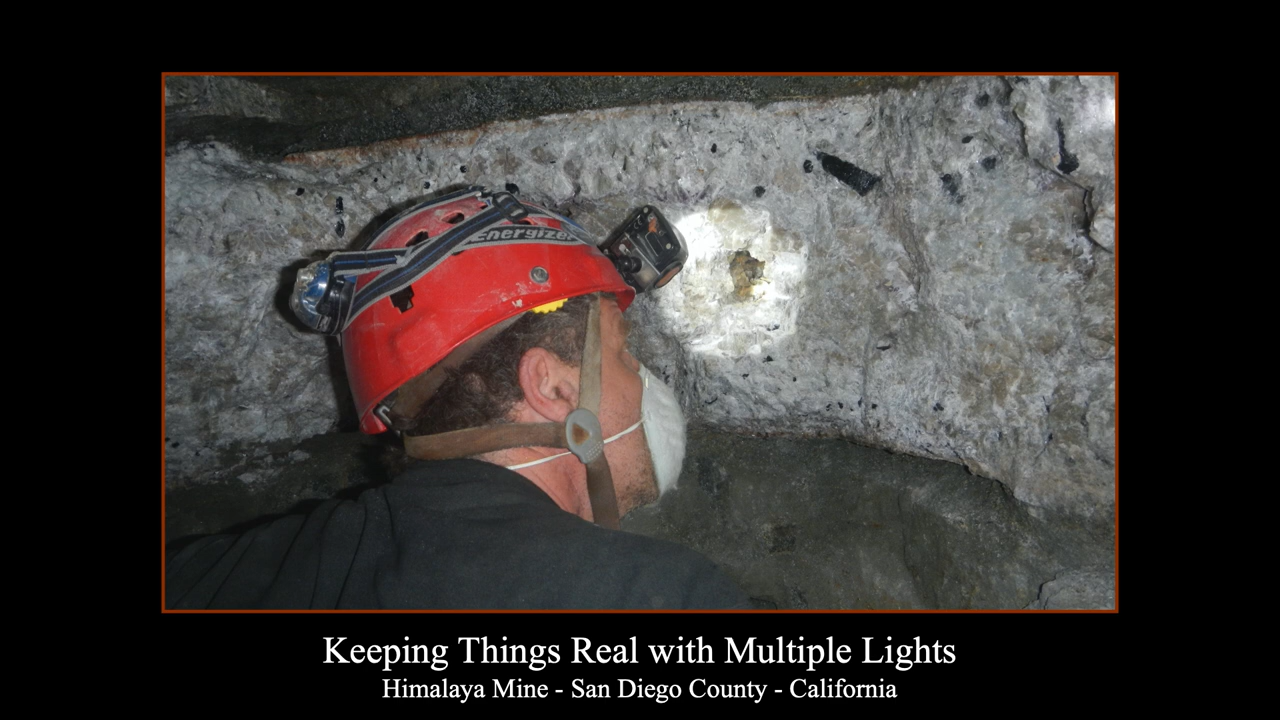 Energizer
Keeping Things Real with Multiple Lights
Himalaya Mine - San Diego County - California